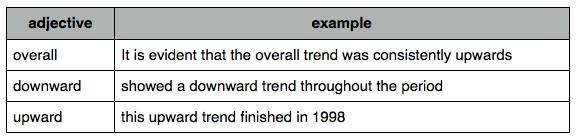 adjective example
overall It is evident that the overall trend was consistently upwards
downward showed a downward trend throughout the period
upward this upward trend finished in 1998